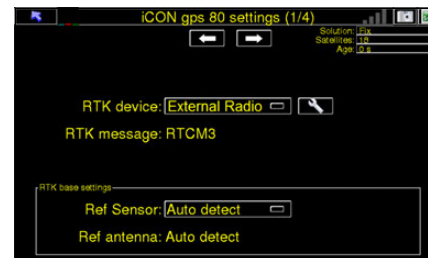 iCON gps 80 settings (1/4)
Solution: Fix
Satellites: 18
Age: 0 s
RTK device: External Radio
RTK message: RTCM3
RTK base settings
Ref Sensor: Auto detect
Ref antenna: Auto detect